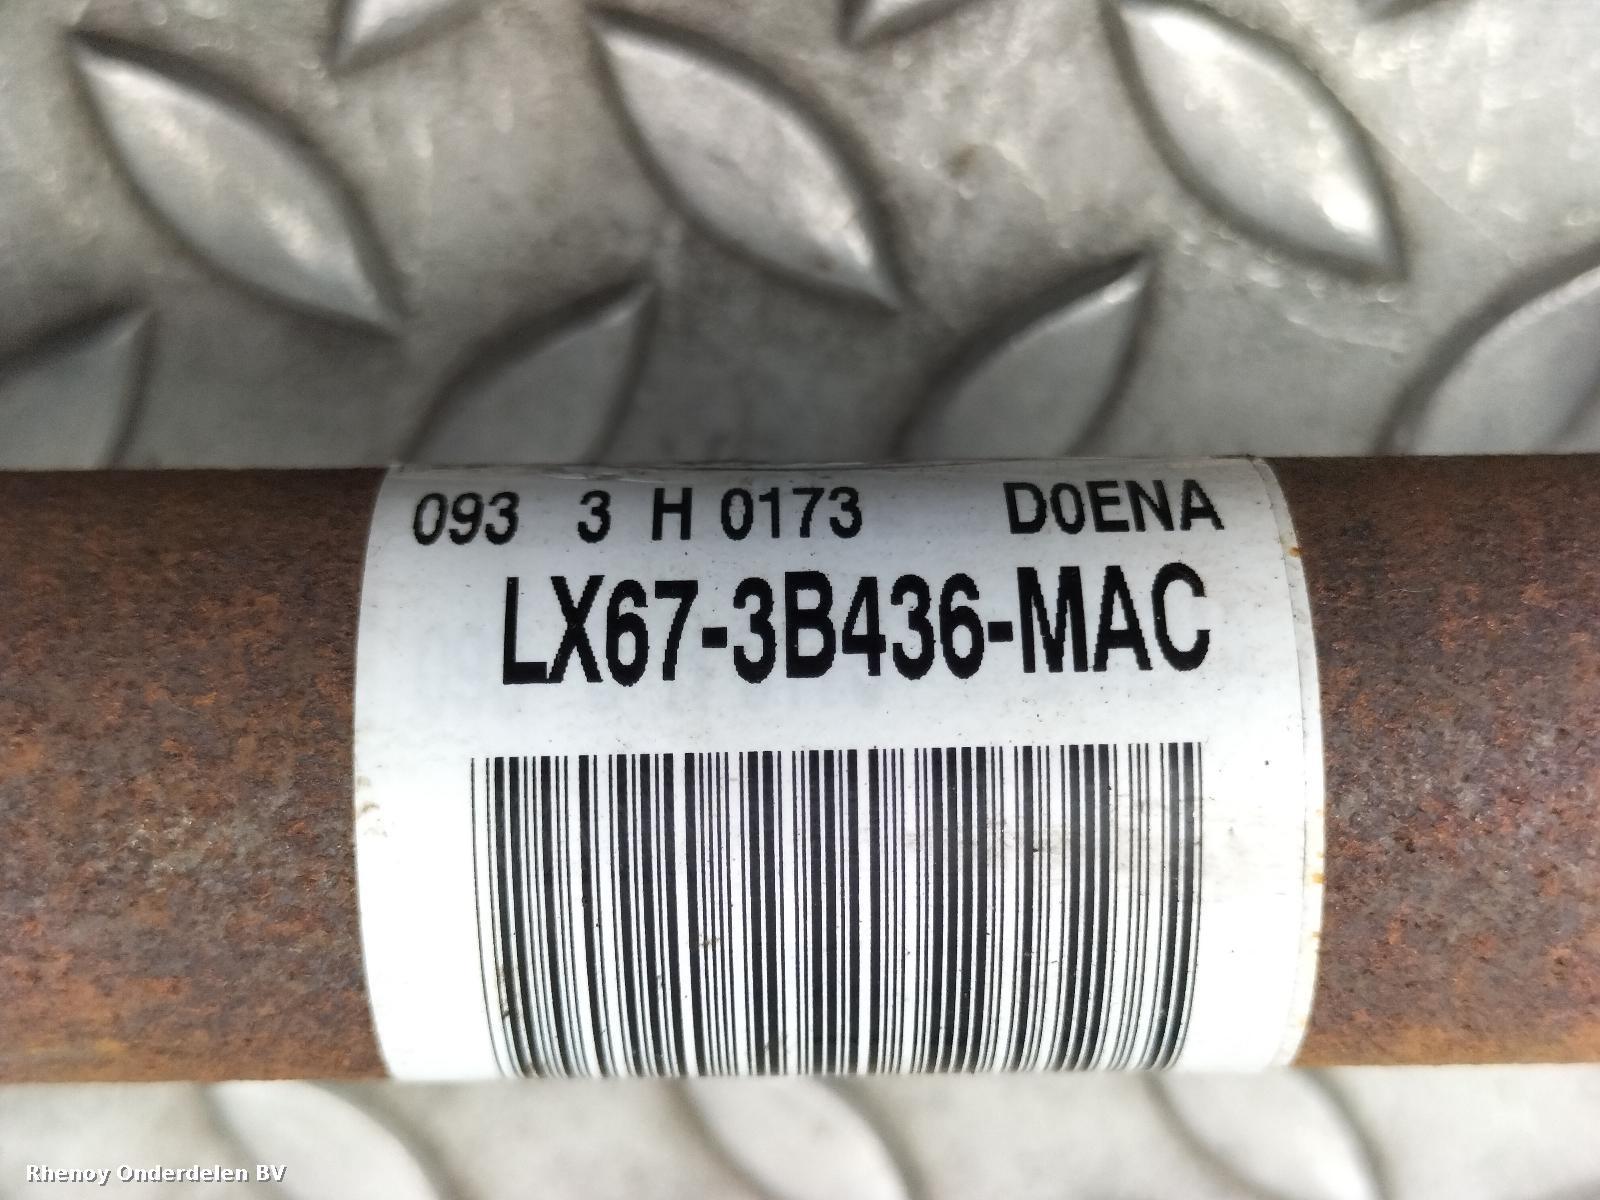 093 3 H 0173 D0ENA
LX67-3B436-MAC
Rhenoy Onderdelen BV